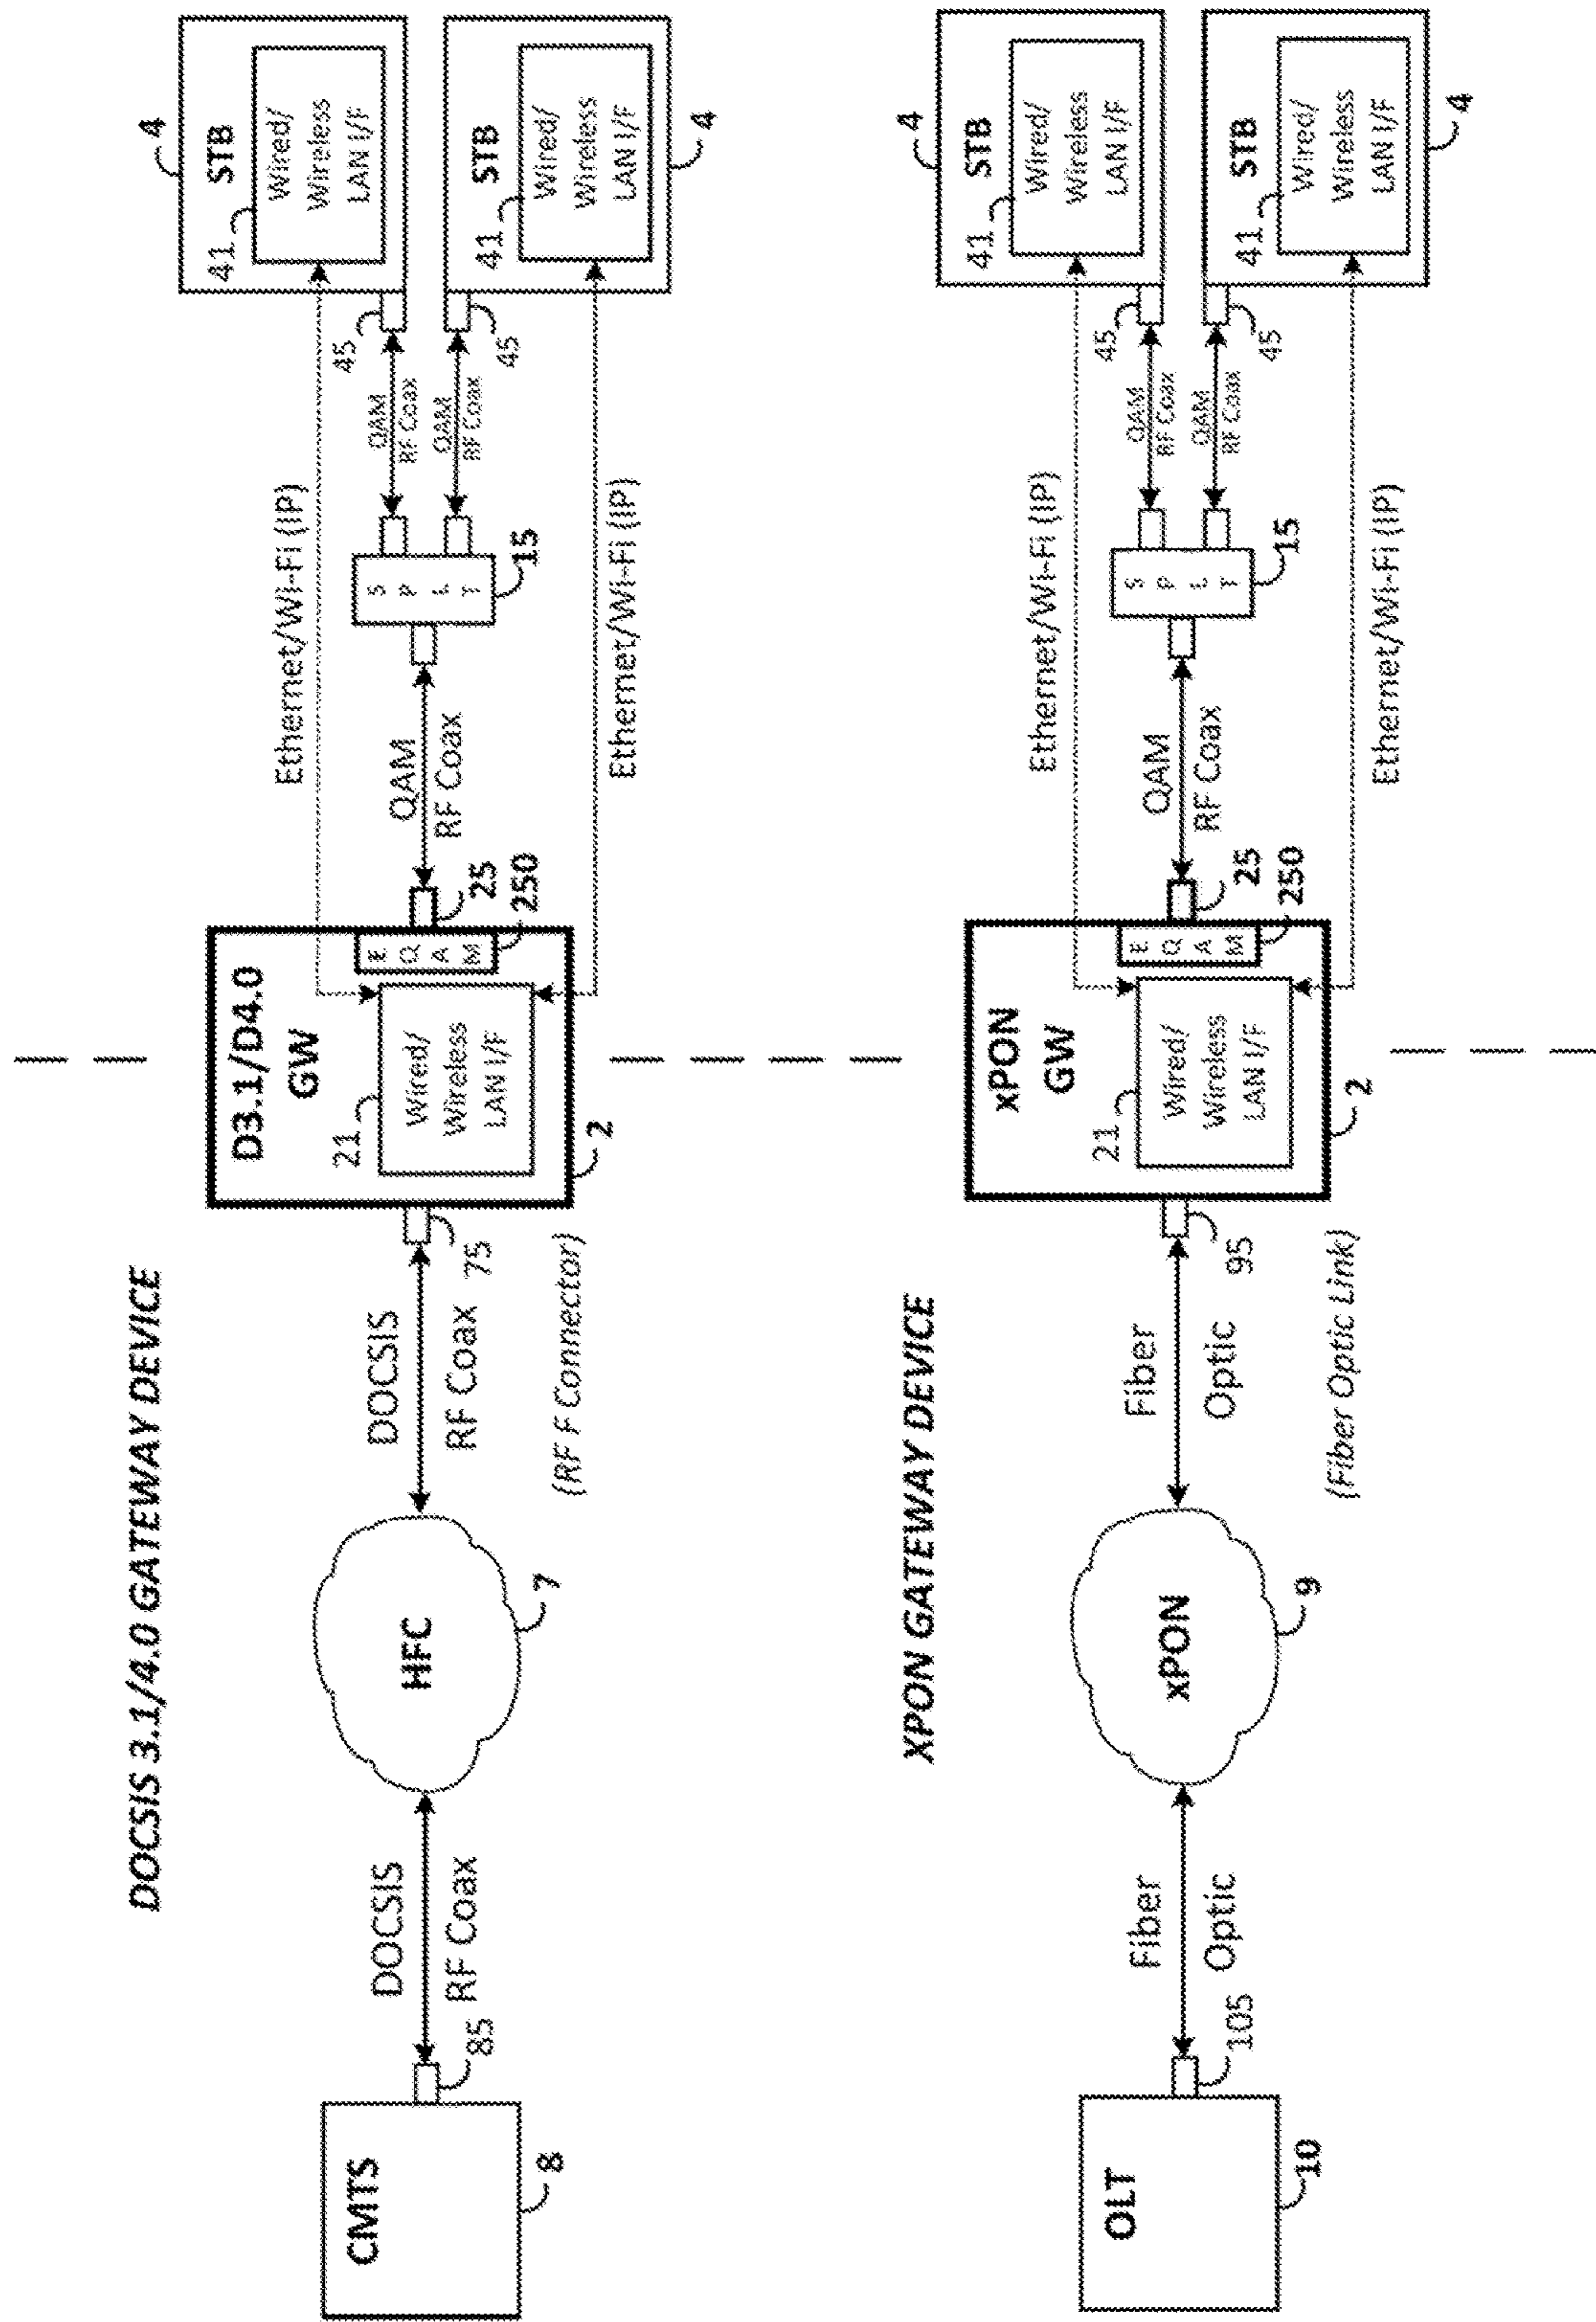 DOCSIS 3.1/4.0 GATEWAY DEVICE
CMTS
8
85
DOCSIS
RF Coax
HFC
7
DOCSIS
RF Coax
75
(RF F Connector)
D3.1/D4.0
GW
21
Wired/
Wireless
LAN I/F
2
E
Q
A
M
25
250
QAM
RF Coax
Ethernet/Wi-Fi (IP)
Ethernet/Wi-Fi (IP)
S
P
L
T
15
QAM
RF Coax
QAM
RF Coax
45
45
4
STB
41
Wired/
Wireless
LAN I/F
STB
41
Wired/
Wireless
LAN I/F
4
XPON GATEWAY DEVICE
OLT
10
105
Fiber
Optic
xPON
9
Fiber
Optic
95
(Fiber Optic Link)
xPON
GW
21
Wired/
Wireless
LAN I/F
2
E
Q
A
M
25
250
QAM
RF Coax
Ethernet/Wi-Fi (IP)
Ethernet/Wi-Fi (IP)
S
P
L
T
15
QAM
RF Coax
QAM
RF Coax
45
45
4
STB
41
Wired/
Wireless
LAN I/F
STB
41
Wired/
Wireless
LAN I/F
4